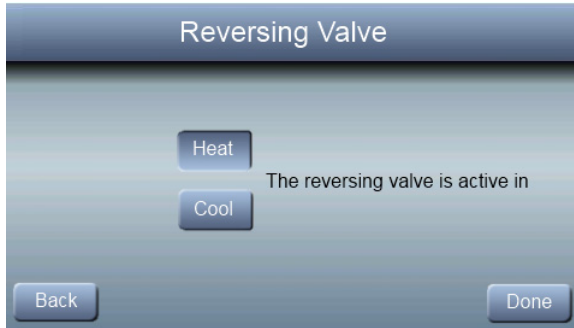 Reversing Valve
Heat
The reversing valve is active in
Cool
Back
Done